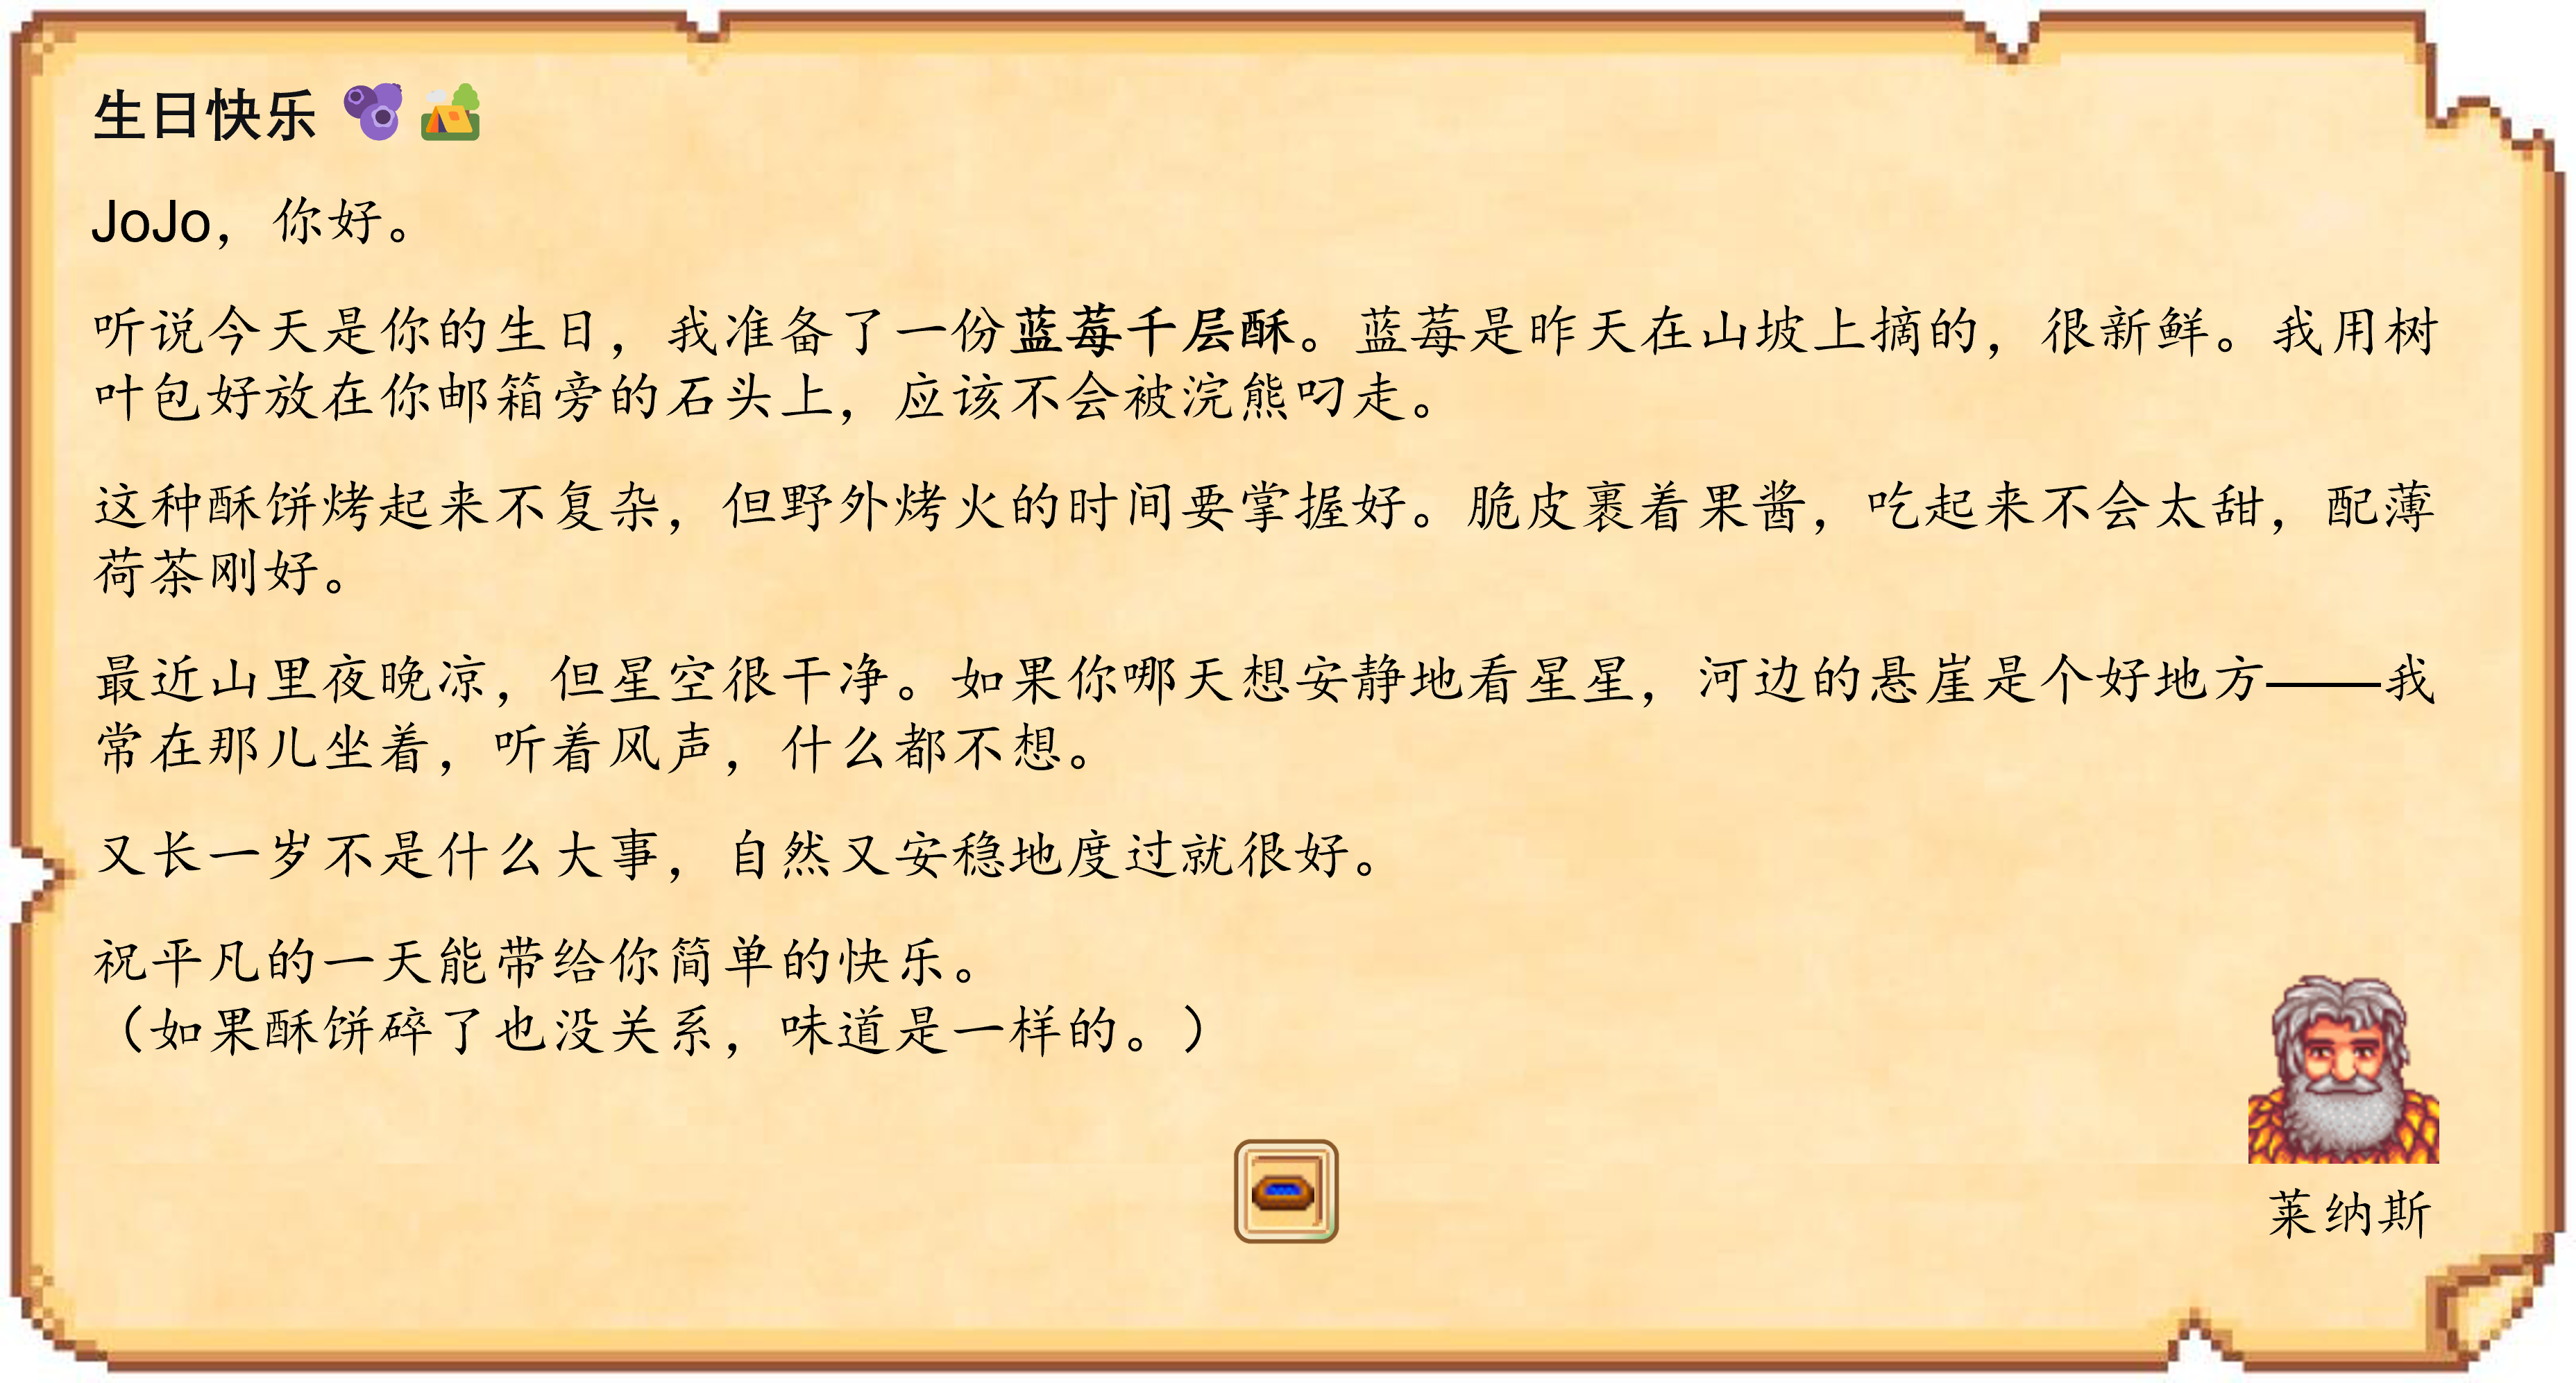 生日快乐
JoJo，你好。
听说今天是你的生日，我准备了一份蓝莓千层酥。蓝莓是昨天在山坡上摘的，很新鲜。我用树
叶包好放在你邮箱旁的石头上，应该不会被浣熊叼走。
这种酥饼烤起来不复杂，但野外烤火的时间要掌握好。脆皮裹着果酱，吃起来不会太甜，配薄
荷茶刚好。
最近山里夜晚凉，但星空很干净。如果你哪天想安静地看星星，河边的悬崖是个好地方——我
常在那儿坐着，听着风声，什么都不想。
又长一岁不是什么大事，自然又安稳地度过就很好。
祝平凡的一天能带给你简单的快乐。
（如果酥饼碎了也没关系，味道是一样的。）
莱纳斯